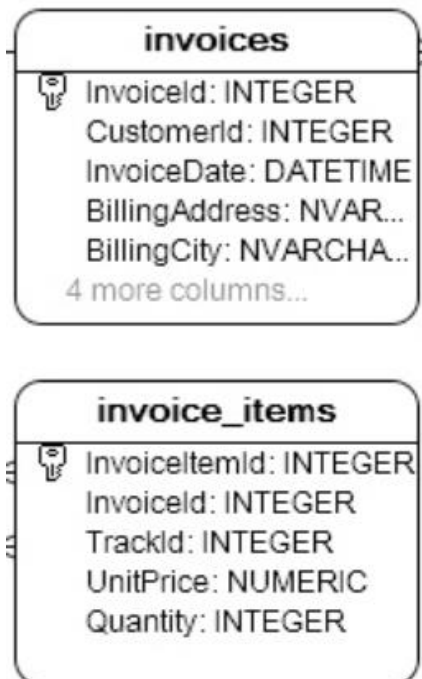 invoices
InvoiceId: INTEGER
CustomerId: INTEGER
InvoiceDate: DATETIME
BillingAddress: NVAR...
BillingCity: NVARCHA...
4 more columns...
invoice_items
InvoiceItemId: INTEGER
InvoiceId: INTEGER
TrackId: INTEGER
UnitPrice: NUMERIC
Quantity: INTEGER